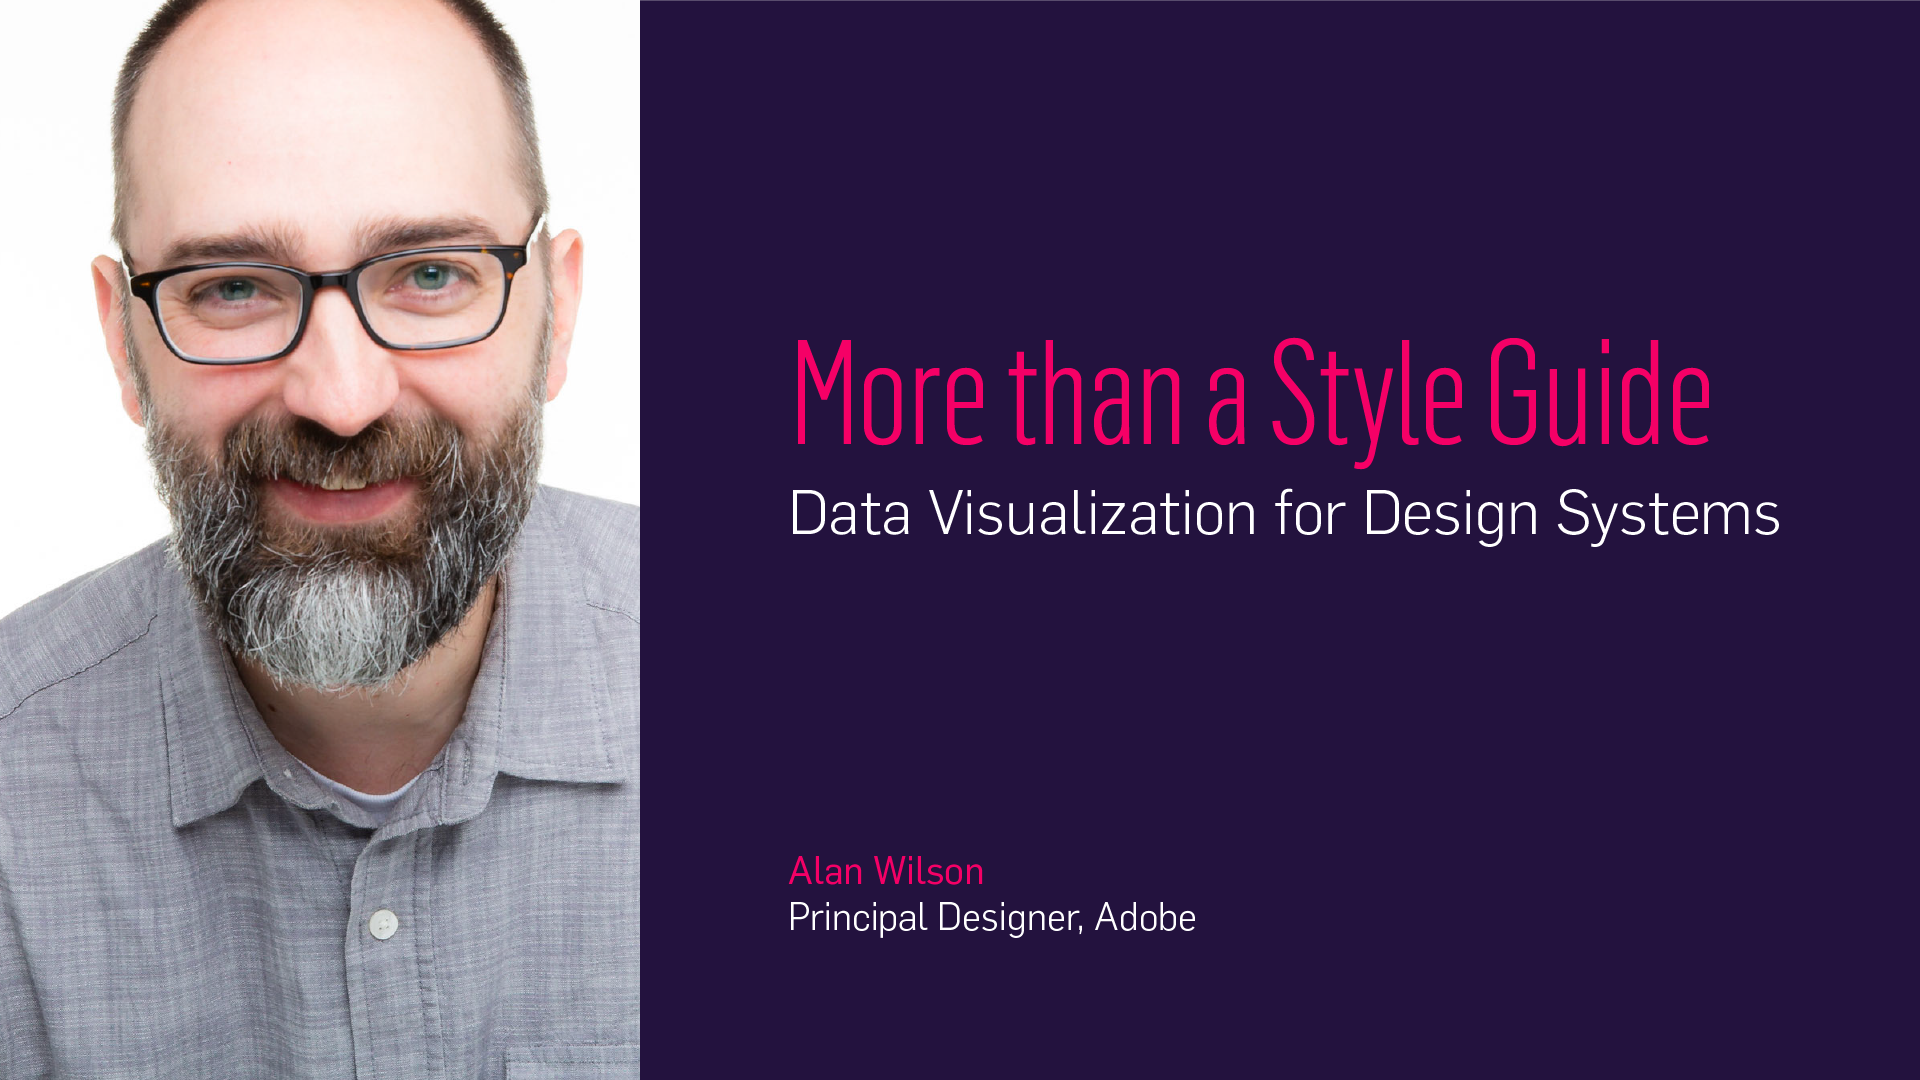 More than a Style Guide
Data Visualization for Design Systems
Alan Wilson
Principal Designer, Adobe